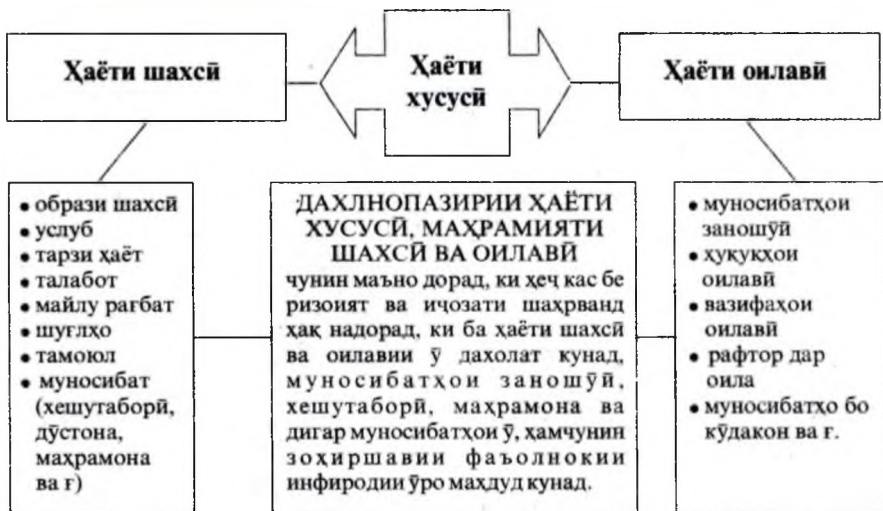 Ҳаёти шахсӣ
Ҳаёти
хусусӣ
Ҳаёти оилавӣ
• образи шахсӣ
• услуб
• тарзи ҳаёт
• талабот
• майлу рағбат
• шуғлҳо
• тамоюл
• муносибат
(хешутаборӣ,
дӯстона,
маҳрамона
ва ғ)
ДАХЛНОПАЗИРИИ ҲАЁТИ
ХУСУСӢ, МАҲРАМИЯТИ
ШАХСӢ ВА ОИЛАВӢ
чунин маъно дорад, ки ҳеҷ кас бе
ризоият ва иҷозати шаҳрванд
ҳақ надорад, ки ба ҳаёти шахсӣ
ва оилавии ӯ дахолат кунад,
муносибатҳои заношӯӣ,
хешутаборӣ, маҳрамона ва
дигар муносибатҳои ӯ, ҳамчунин
зоҳиршавии фаъолнокии
инфиродии ӯро маҳдуд кунад.
• муносибатҳои
заношӯӣ
• ҳуқуқҳои
оилавӣ
• вазифаҳои
оилавӣ
• рафтор дар
оила
• муносибатҳо бо
кӯдакон ва ғ.